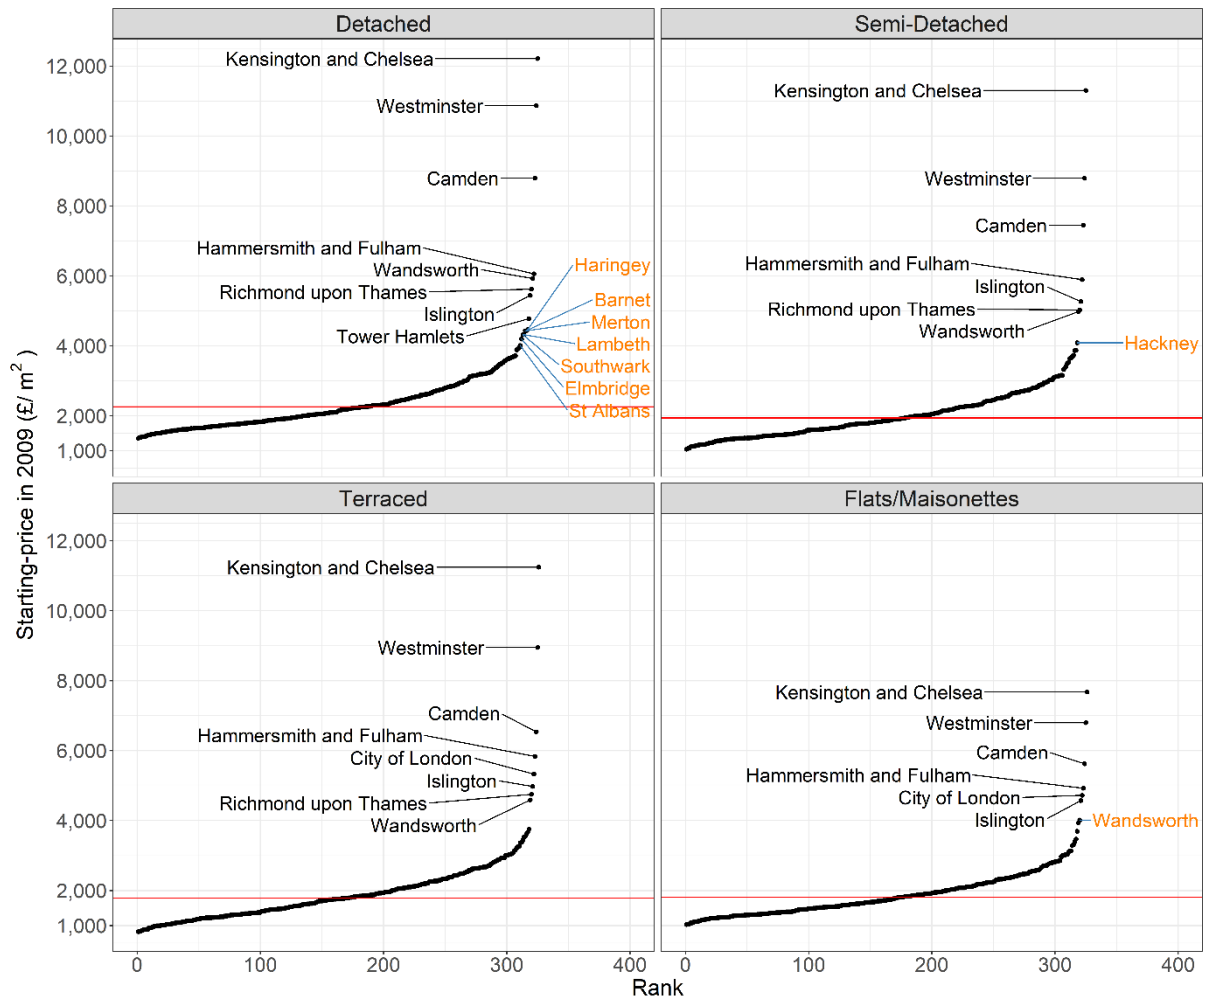 Detached
Semi-Detached
12,000
10,000
8,000
6,000
4,000
2,000
1,000
Kensington and Chelsea
Westminster
Camden
Hammersmith and Fulham
Wandsworth
Richmond upon Thames
Islington
Tower Hamlets
Haringey
Barnet
Merton
Lambeth
Southwark
Elmbridge
St Albans
Kensington and Chelsea
Westminster
Camden
Hammersmith and Fulham
Islington
Richmond upon Thames
Wandsworth
Hackney
Starting-price in 2009 (£/ m² )
Terraced
Flats/Maisonettes
12,000
10,000
8,000
6,000
4,000
2,000
1,000
Kensington and Chelsea
Westminster
Camden
Hammersmith and Fulham
City of London
Islington
Richmond upon Thames
Wandsworth
Kensington and Chelsea
Westminster
Camden
Hammersmith and Fulham
City of London
Islington
Wandsworth
0 100 200 300 400
0 100 200 300 400
Rank